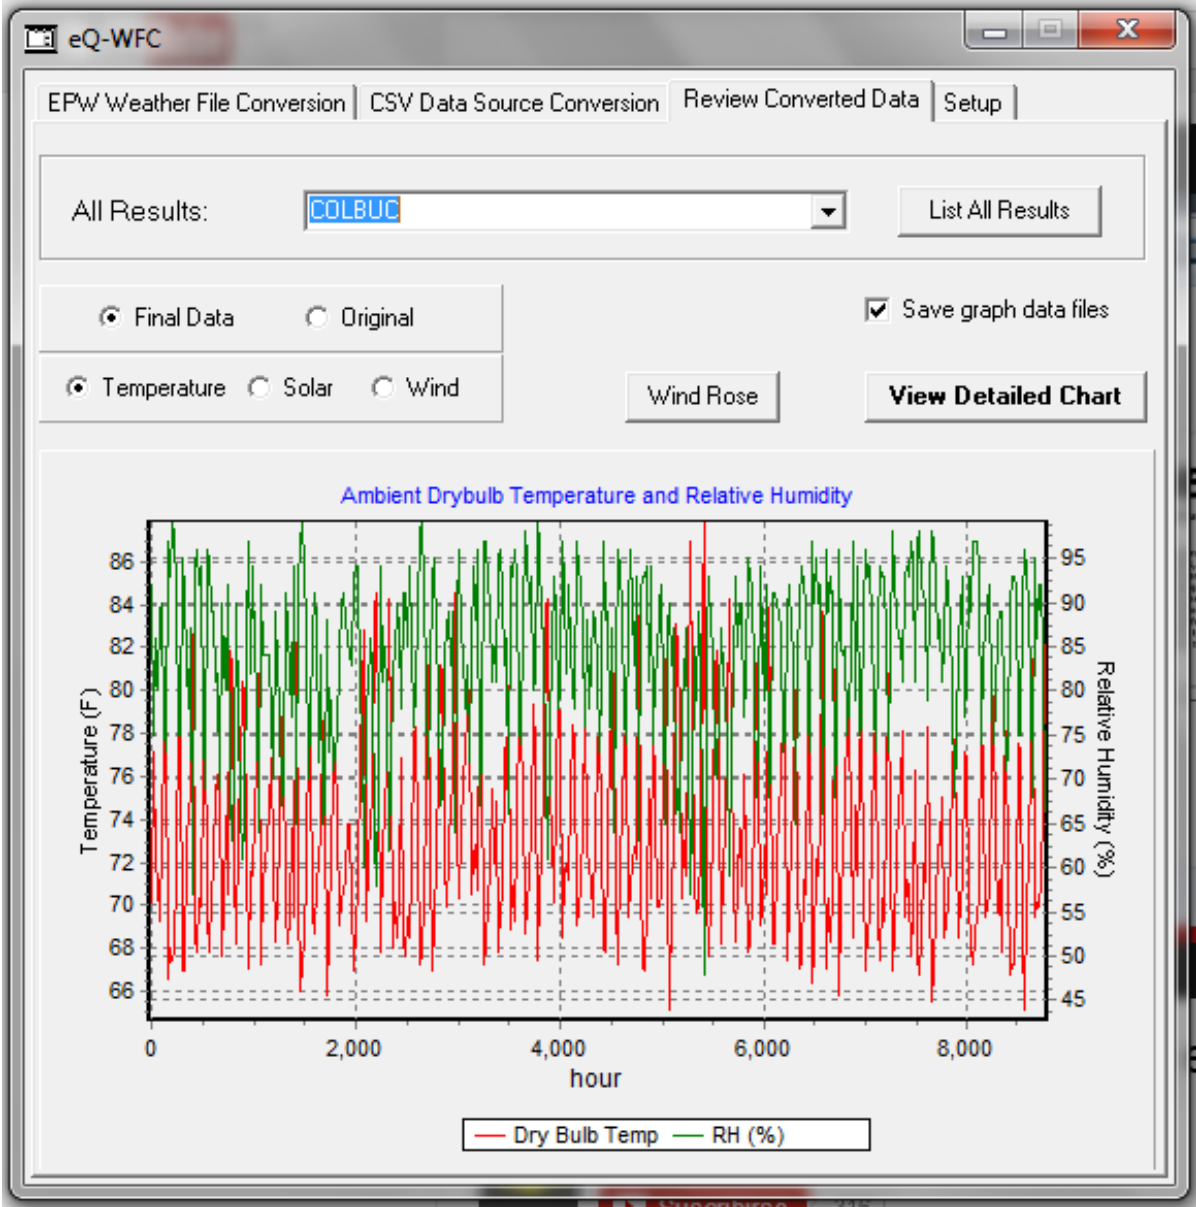 eQ-WFC
EPW Weather File Conversion
CSV Data Source Conversion
Review Converted Data
Setup
All Results:
COLBUC
List All Results
Final Data
Original
Save graph data files
Temperature
Solar
Wind
Wind Rose
View Detailed Chart
Ambient Drybulb Temperature and Relative Humidity
86
84
82
80
78
76
74
72
70
68
66
Temperature (F)
95
90
85
80
75
70
65
60
55
50
45
Relative Humidity (%)
0
2,000
4,000
6,000
8,000
hour
Dry Bulb Temp
RH (%)